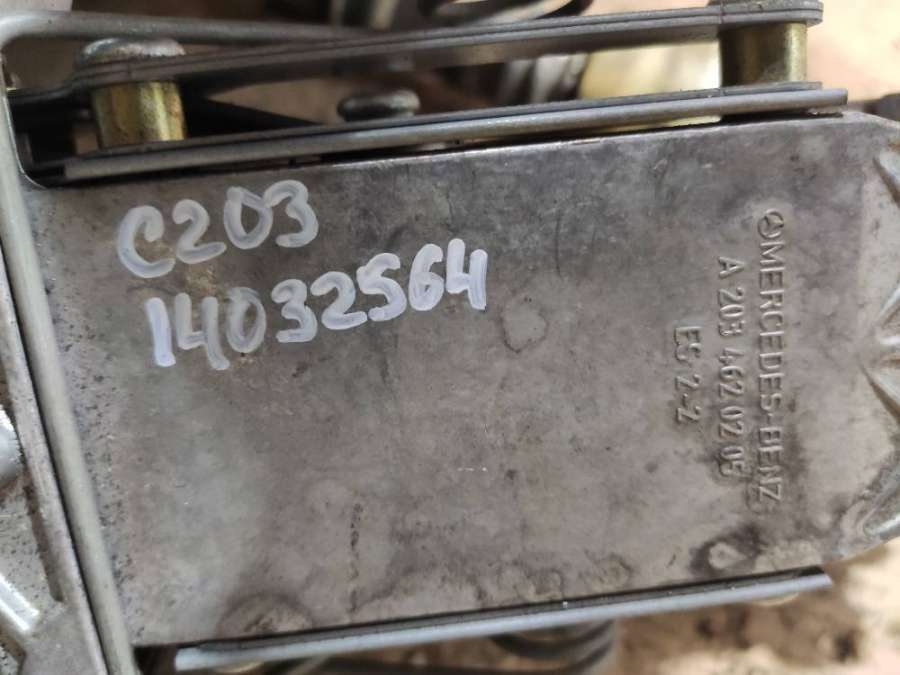 C203
14032564
MERCEDES-BENZ
A 203 462 02 05
ES 2-2